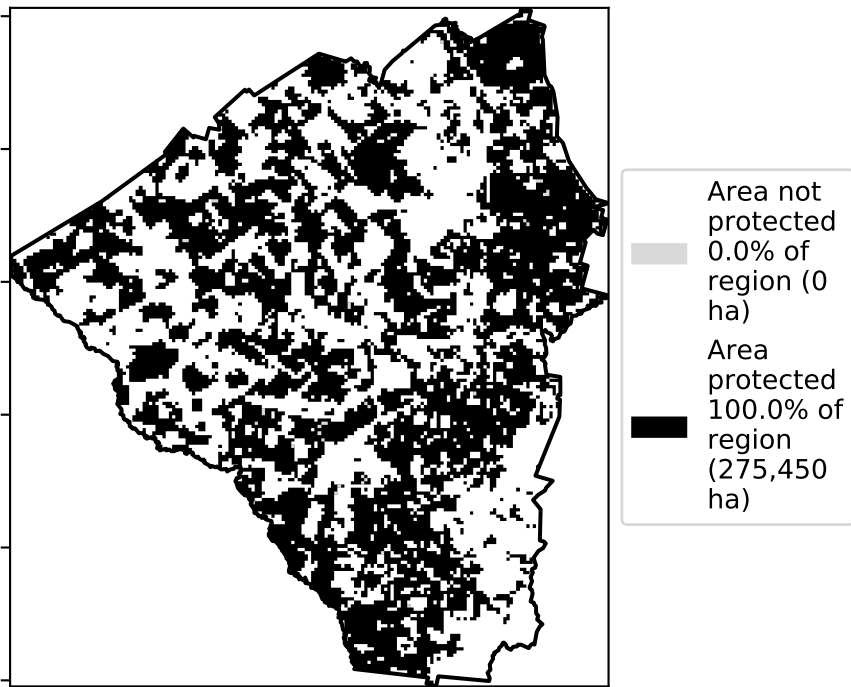 Area not
protected
0.0% of
region (0
ha)
Area
protected
100.0% of
region
(275,450
ha)